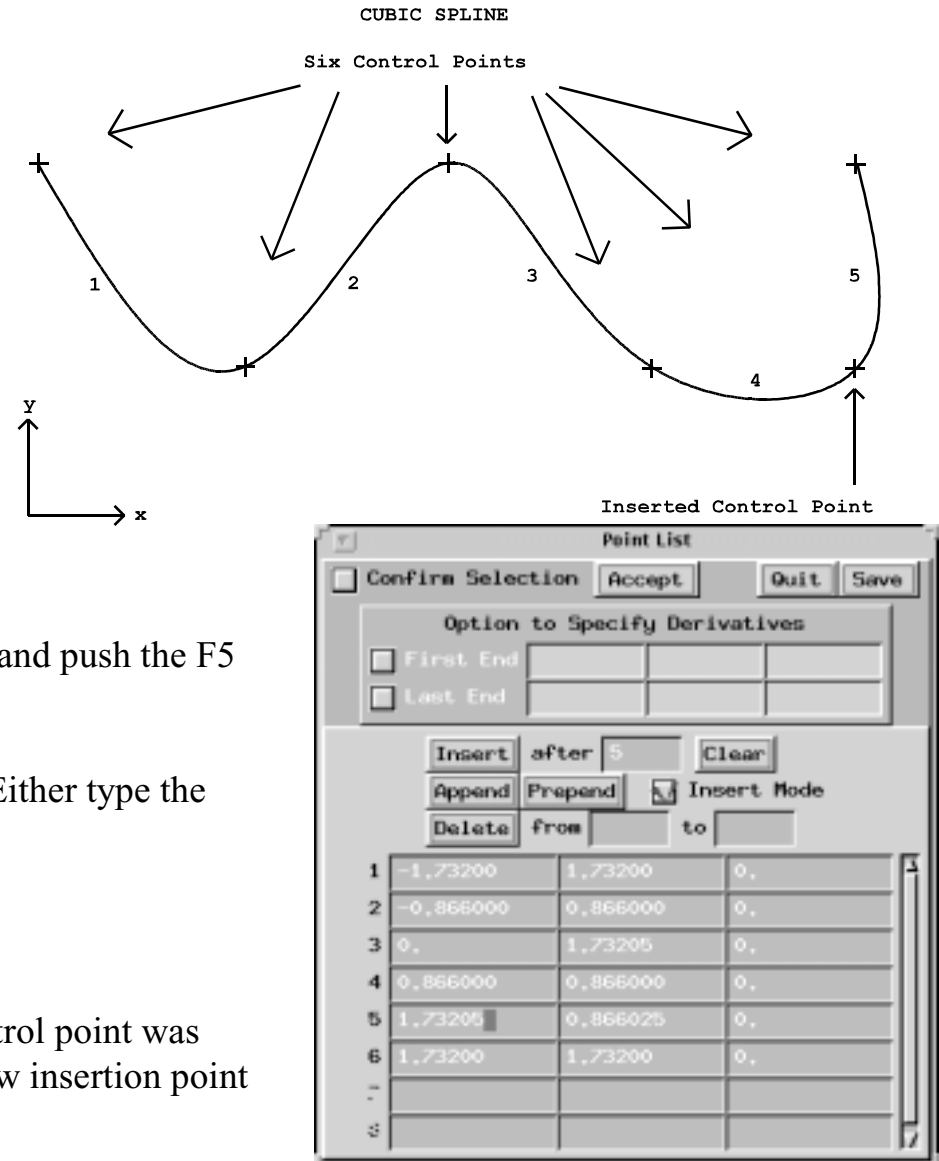 CUBIC SPLINE
Six Control Points
1
2
3
4
5
y
x
Inserted Control Point
and push the F5
Either type the
trol point was
w insertion point
Point List
Confirm Selection Accept Quit Save
Option to Specify Derivatives
First End
Last End
Insert after 5 Clear
Append Prepend Insert Mode
Delete from to
1 -1.73200 1.73200 0.
2 -0.866000 0.866000 0.
3 0. 1.73205 0.
4 0.866000 0.866000 0.
5 1.73205 0.866025 0.
6 1.73200 1.73200 0.